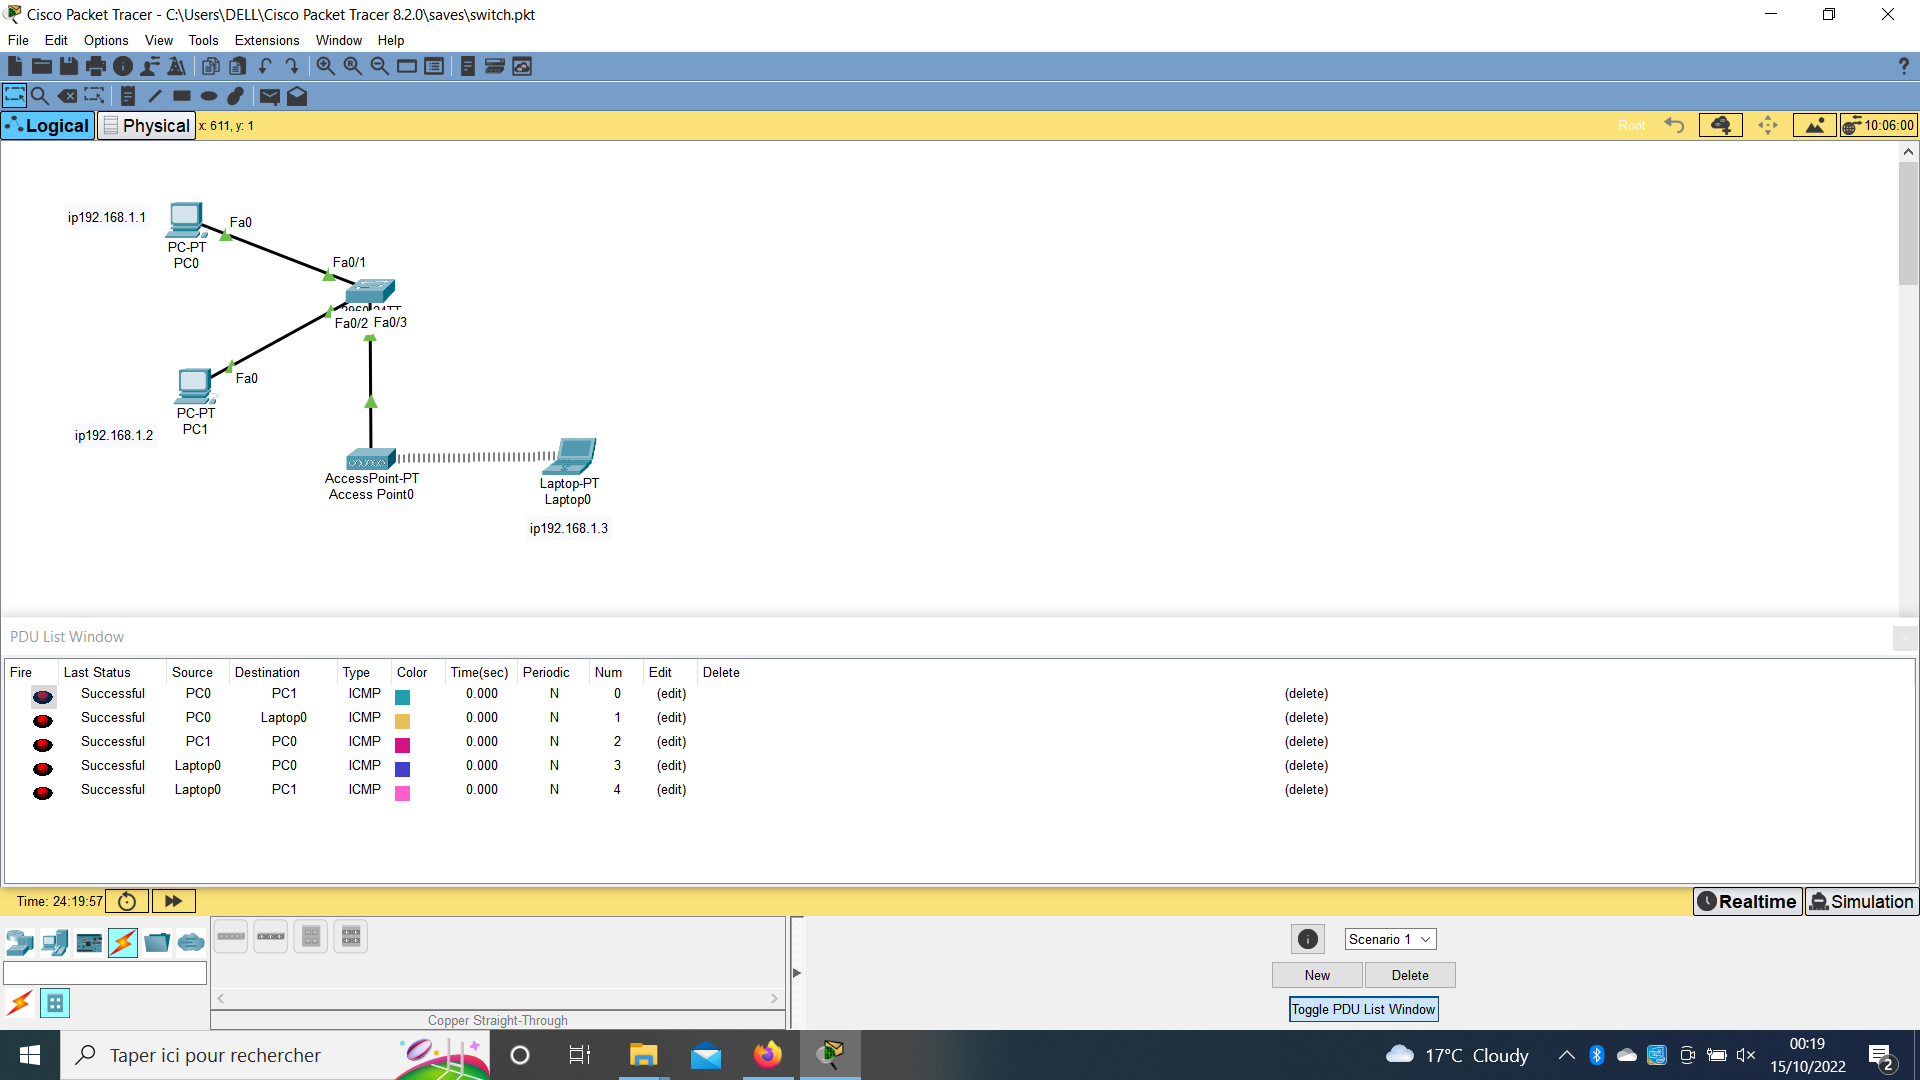 Cisco Packet Tracer - C:\Users\DELL\Cisco Packet Tracer 8.2.0\saves\switch.pkt
File Edit Options View Tools Extensions Window Help
Logical Physical x: 611, y: 1 Root 10:06:00
ip192.168.1.1
Fa0
PC-PT
PC0
Fa0/1
Fa0/2 Fa0/3
Fa0
PC-PT
PC1
ip192.168.1.2
AccessPoint-PT
Access Point0
Laptop-PT
Laptop0
ip192.168.1.3
PDU List Window
Fire Last Status Source Destination Type Color Time(sec) Periodic Num Edit Delete
Successful PC0 PC1 ICMP 0.000 N 0 (edit) (delete)
Successful PC0 Laptop0 ICMP 0.000 N 1 (edit) (delete)
Successful PC1 PC0 ICMP 0.000 N 2 (edit) (delete)
Successful Laptop0 PC0 ICMP 0.000 N 3 (edit) (delete)
Successful Laptop0 PC1 ICMP 0.000 N 4 (edit) (delete)
Time: 24:19:57 Realtime Simulation
Scenario 1
New Delete
Toggle PDU List Window
Copper Straight-Through
Taper ici pour rechercher
17°C Cloudy
00:19
15/10/2022
2